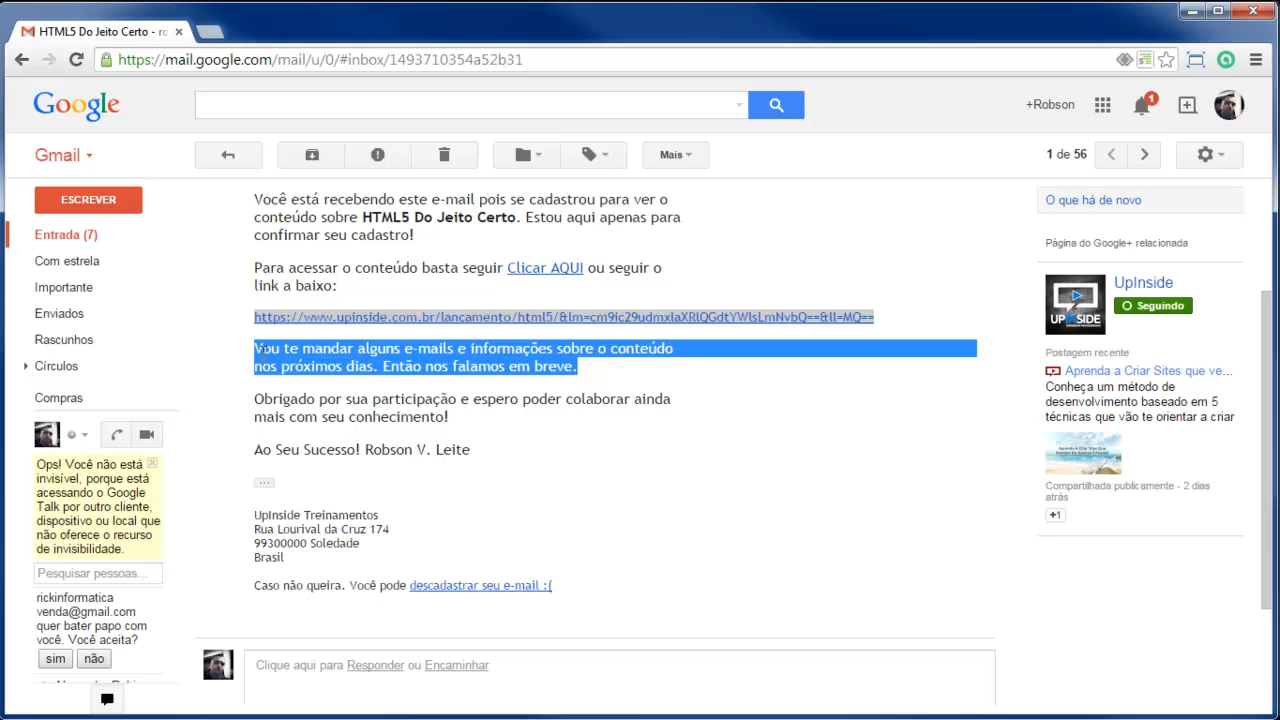 HTML5 Do Jeito Certo - ro
https://mail.google.com/mail/u/0/#inbox/1493710354a52b31
Google
+Robson
1
Gmail
Mais
1 de 56
ESCREVER
Entrada (7)
Com estrela
Importante
Enviados
Rascunhos
Círculos
Compras
Ops! Você não está
invisível, porque está
acessando o Google
Talk por outro cliente,
dispositivo ou local que
não oferece o recurso
de invisibilidade.
Pesquisar pessoas...
rickinformatica
venda@gmail.com
quer bater papo com
você. Você aceita?
sim não
Você está recebendo este e-mail pois se cadastrou para ver o
conteúdo sobre HTML5 Do Jeito Certo. Estou aqui apenas para
confirmar seu cadastro!
Para acessar o conteúdo basta seguir Clicar AQUI ou seguir o
link a baixo:
https://www.upinside.com.br/lancamento/html5/&lm=cm9ic29udmxlaXRlQGdtYWlsLmNvbQ==&ll=MQ==
Vou te mandar alguns e-mails e informações sobre o conteúdo
nos próximos dias. Então nos falamos em breve.
Obrigado por sua participação e espero poder colaborar ainda
mais com seu conhecimento!
Ao Seu Sucesso! Robson V. Leite
...
UpInside Treinamentos
Rua Lourival da Cruz 174
99300000 Soledade
Brasil
Caso não queira. Você pode descadastrar seu e-mail :(
Clique aqui para Responder ou Encaminhar
O que há de novo
Página do Google+ relacionada
UPINSIDE
UpInside
Seguindo
Postagem recente
Aprenda a Criar Sites que ve...
Conheça um método de
desenvolvimento baseado em 5
técnicas que vão te orientar a criar
Compartilhada publicamente - 2 dias
atrás
+1